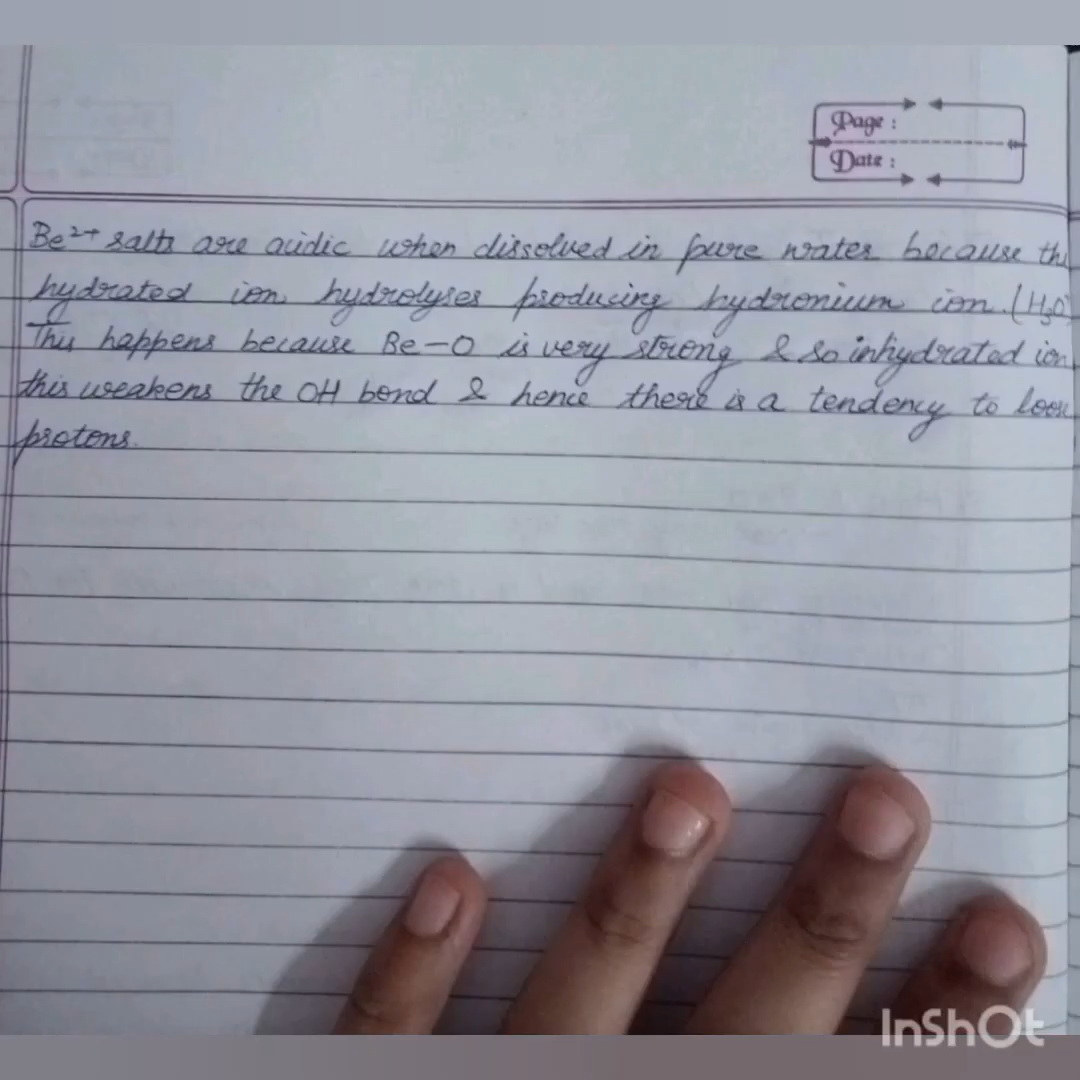 Page :
Date :
Be²⁺ salts are acidic when dissolved in pure water because the
hydrated ion hydrolyses producing hydronium ion. (H₃O
This happens because Be-O is very strong & so inhydrated ion
this weakens the OH bond & hence there is a tendency to loose
protons.
InShOt